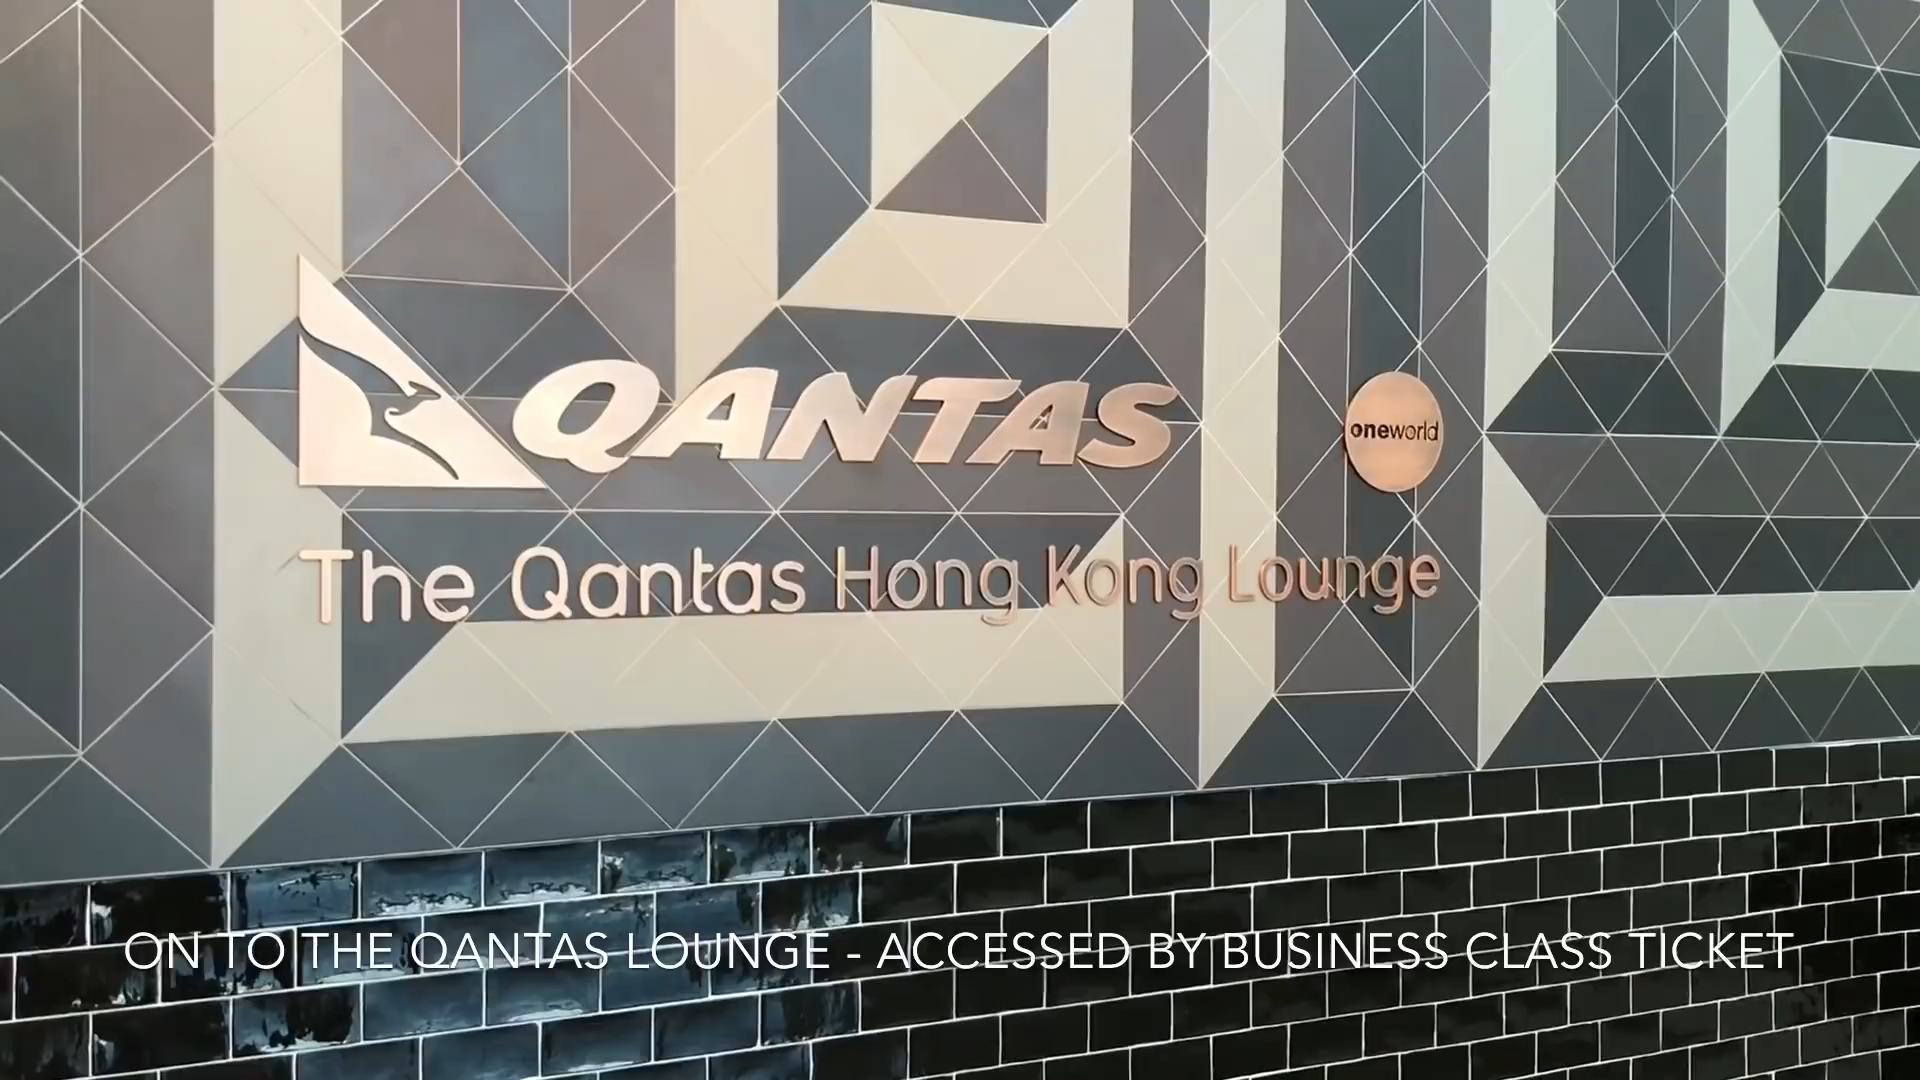 QANTAS
oneworld
The Qantas Hong Kong Lounge
ON TO THE QANTAS LOUNGE - ACCESSED BY BUSINESS CLASS TICKET